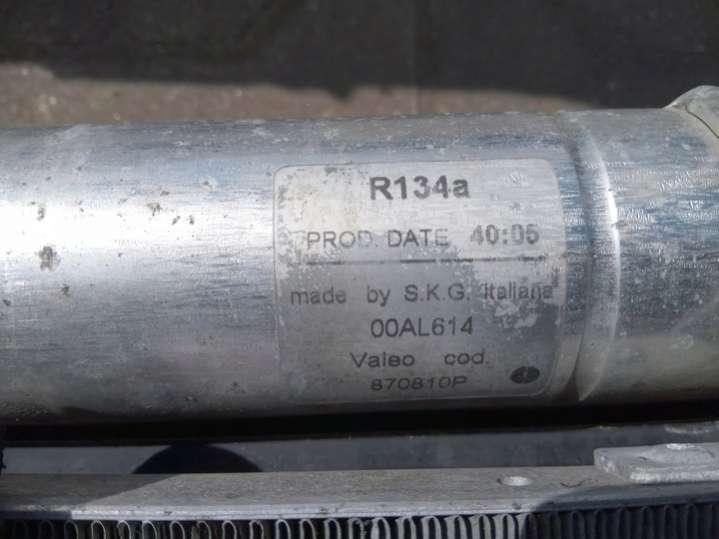 R134a
PROD. DATE 40:05
made by S.K.G. Italiana
00AL614
Valeo cod.
870810P